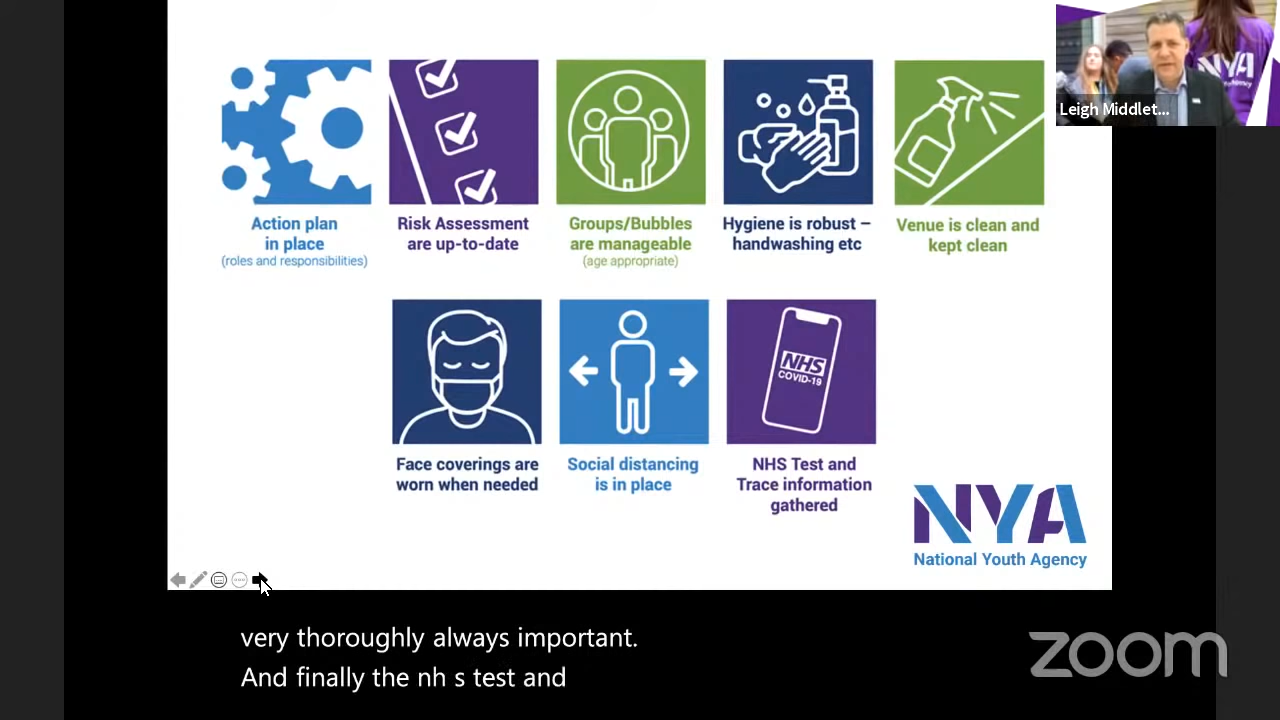 Leigh Middlet...
NYA
Action plan
in place
(roles and responsibilities)
Risk Assessment
are up-to-date
Groups/Bubbles
are manageable
(age appropriate)
Hygiene is robust –
handwashing etc
Venue is clean and
kept clean
NHS
COVID-19
Face coverings are
worn when needed
Social distancing
is in place
NHS Test and
Trace information
gathered
NYA
National Youth Agency
very thoroughly always important.
And finally the nh s test and
zoom